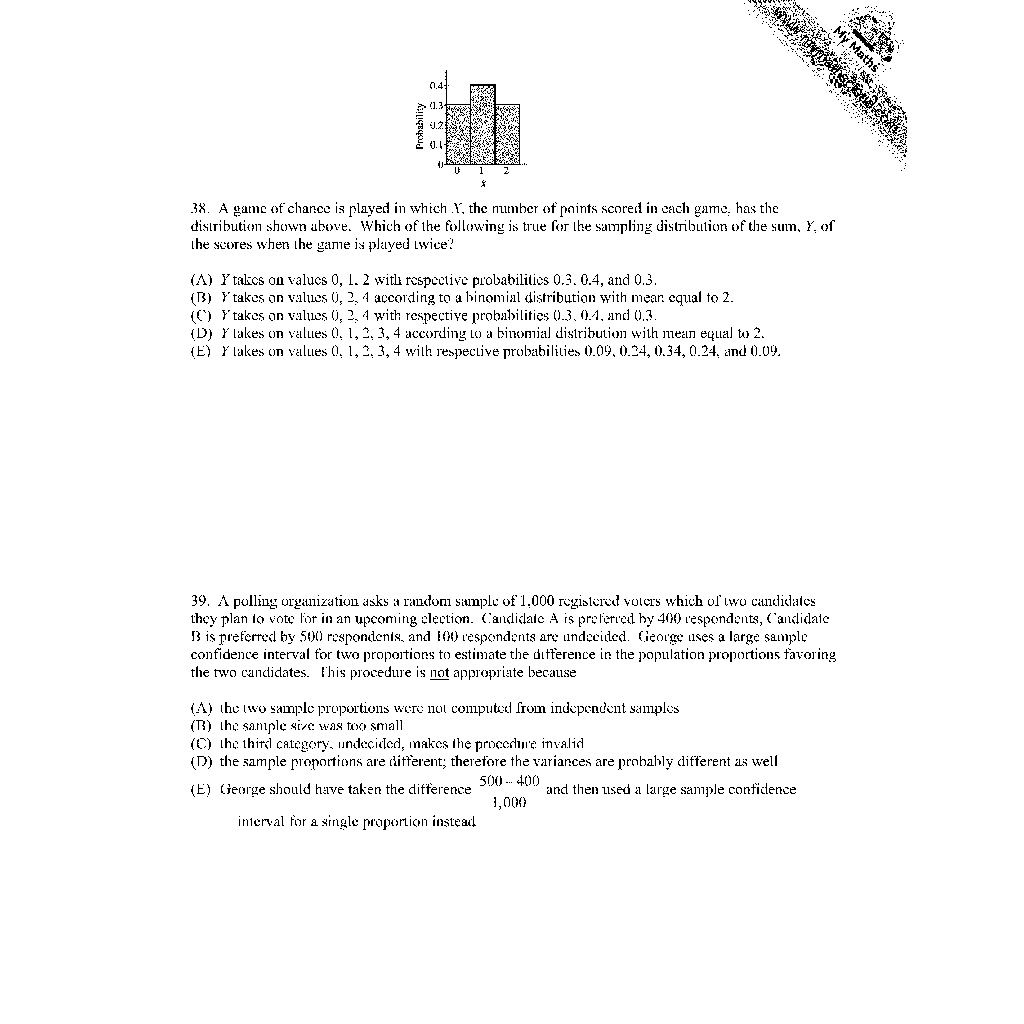 My Maths
0.4
0.3
0.2
0.1
0
Probability
0 1 2
x
38. A game of chance is played in which X, the number of points scored in each game, has the
distribution shown above. Which of the following is true for the sampling distribution of the sum, Y, of
the scores when the game is played twice?
(A) Y takes on values 0, 1, 2 with respective probabilities 0.3, 0.4, and 0.3.
(B) Y takes on values 0, 2, 4 according to a binomial distribution with mean equal to 2.
(C) Y takes on values 0, 2, 4 with respective probabilities 0.3, 0.4, and 0.3.
(D) Y takes on values 0, 1, 2, 3, 4 according to a binomial distribution with mean equal to 2.
(E) Y takes on values 0, 1, 2, 3, 4 with respective probabilities 0.09, 0.24, 0.34, 0.24, and 0.09.
39. A polling organization asks a random sample of 1,000 registered voters which of two candidates
they plan to vote for in an upcoming election. Candidate A is preferred by 400 respondents, Candidate
B is preferred by 500 respondents, and 100 respondents are undecided. George uses a large sample
confidence interval for two proportions to estimate the difference in the population proportions favoring
the two candidates. This procedure is not appropriate because
(A) the two sample proportions were not computed from independent samples
(B) the sample size was too small
(C) the third category, undecided, makes the procedure invalid
(D) the sample proportions are different; therefore the variances are probably different as well
(E) George should have taken the difference 500 – 400 / 1,000 and then used a large sample confidence
interval for a single proportion instead